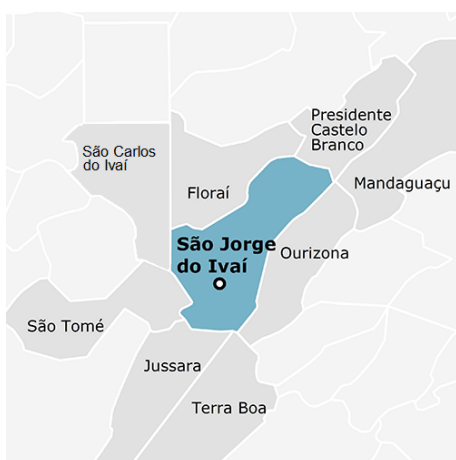 Presidente
Castelo
Branco
São Carlos
do Ivaí
Mandaguaçu
Floraí
São Jorge
do Ivaí
Ourizona
São Tomé
Jussara
Terra Boa